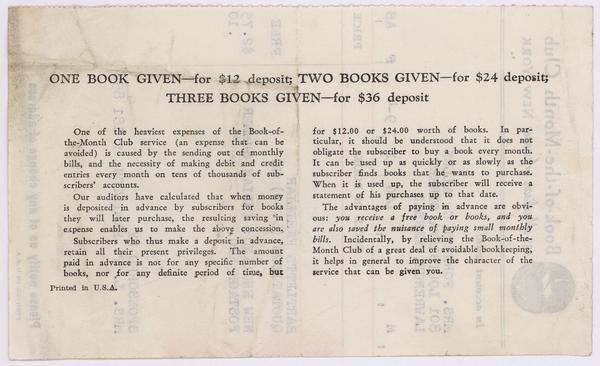 ONE BOOK GIVEN—for $12 deposit; TWO BOOKS GIVEN—for $24 deposit;
THREE BOOKS GIVEN—for $36 deposit
One of the heaviest expenses of the Book-of-
the-Month Club service (an expense that can be
avoided) is caused by the sending out of monthly
bills, and the necessity of making debit and credit
entries every month on tens of thousands of sub-
scribers' accounts.
Our auditors have calculated that when money
is deposited in advance by subscribers for books
they will later purchase, the resulting saving in
expense enables us to make the above concession.
Subscribers who thus make a deposit in advance,
retain all their present privileges. The amount
paid in advance is not for any specific number of
books, nor for any definite period of time, but
for $12.00 or $24.00 worth of books. In par-
ticular, it should be understood that it does not
obligate the subscriber to buy a book every month.
It can be used up as quickly or as slowly as the
subscriber finds books that he wants to purchase.
When it is used up, the subscriber will receive a
statement of his purchases up to that date.
The advantages of paying in advance are obvi-
ous: you receive a free book or books, and you
are also saved the nuisance of paying small monthly
bills. Incidentally, by relieving the Book-of-the-
Month Club of a great deal of avoidable bookkeeping,
it helps in general to improve the character of the
service that can be given you.
Printed in U.S.A.